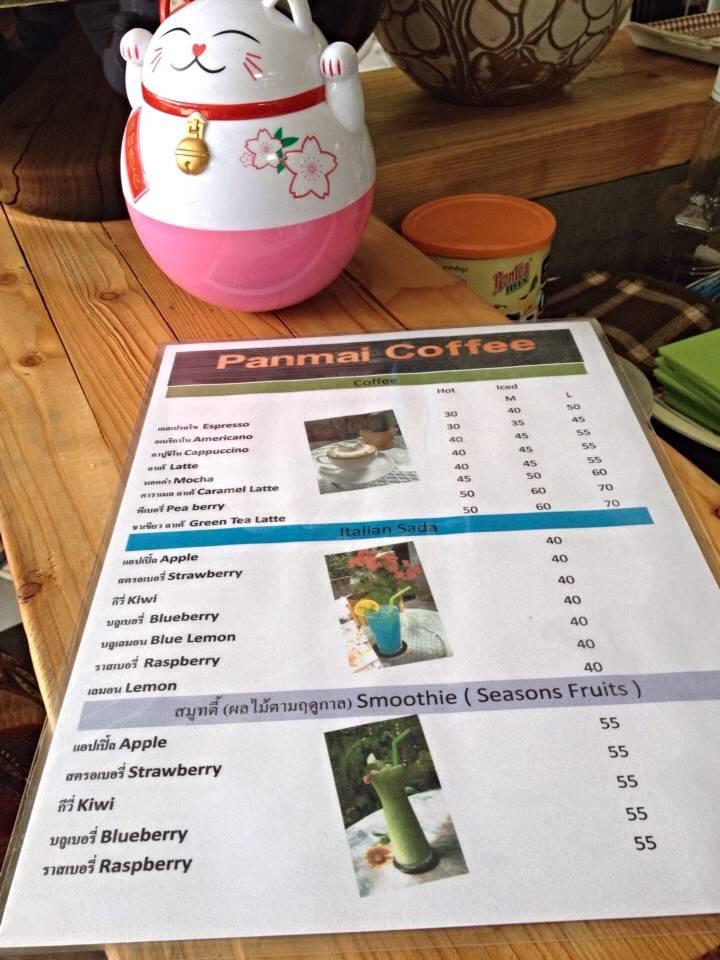 Panmai Coffee
Coffee
Hot Iced
M L
เอสเปรสโซ Espresso 30 40 50
อเมริกาโน Americano 30 35 45
คาปูชิโน Cappuccino 40 45 55
ลาเต้ Latte 40 45 55
มอคค่า Mocha 40 45 55
คาราเมล ลาเต้ Caramel Latte 45 50 60
พีเบอรี่ Pea berry 50 60 70
ชาเขียว ลาเต้ Green Tea Latte 50 60 70
Italian Sada
แอปเปิ้ล Apple 40
สตรอเบอรี่ Strawberry 40
กีวี่ Kiwi 40
บลูเบอรี่ Blueberry 40
บลูเลมอน Blue Lemon 40
ราสเบอรี่ Raspberry 40
เลมอน Lemon 40
สมูทตี้ (ผลไม้ตามฤดูกาล) Smoothie ( Seasons Fruits )
แอปเปิ้ล Apple 55
สตรอเบอรี่ Strawberry 55
กีวี่ Kiwi 55
บลูเบอรี่ Blueberry 55
ราสเบอรี่ Raspberry 55